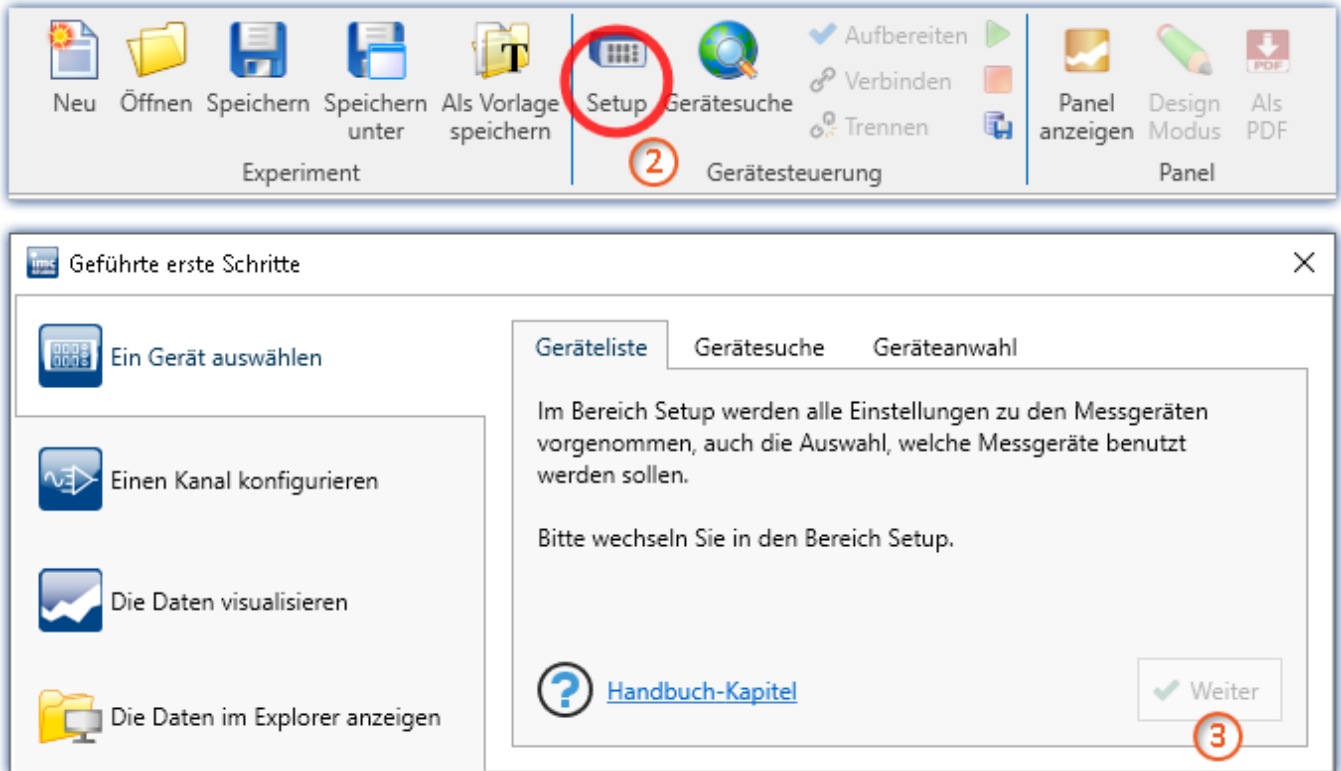 Neu Öffnen Speichern Speichern unter Als Vorlage speichern
Experiment
Setup Gerätesuche Aufbereiten
Verbinden
Trennen
2
Gerätesteuerung
Panel anzeigen Design Modus Als PDF
PDF
Panel
imc
Geführte erste Schritte
Ein Gerät auswählen
Einen Kanal konfigurieren
Die Daten visualisieren
Die Daten im Explorer anzeigen
Geräteliste Gerätesuche Geräteanwahl
Im Bereich Setup werden alle Einstellungen zu den Messgeräten
vorgenommen, auch die Auswahl, welche Messgeräte benutzt
werden sollen.
Bitte wechseln Sie in den Bereich Setup.
Handbuch-Kapitel
Weiter
3